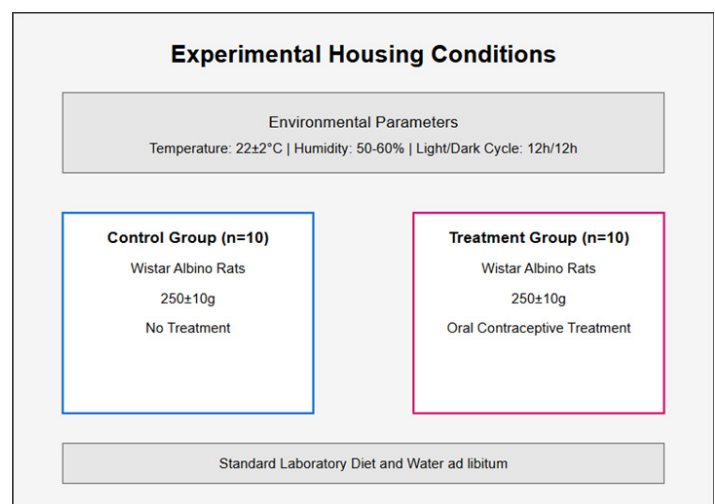 Experimental Housing Conditions
Environmental Parameters
Temperature: 22±2°C | Humidity: 50-60% | Light/Dark Cycle: 12h/12h
Control Group (n=10)
Wistar Albino Rats
250±10g
No Treatment
Treatment Group (n=10)
Wistar Albino Rats
250±10g
Oral Contraceptive Treatment
Standard Laboratory Diet and Water ad libitum